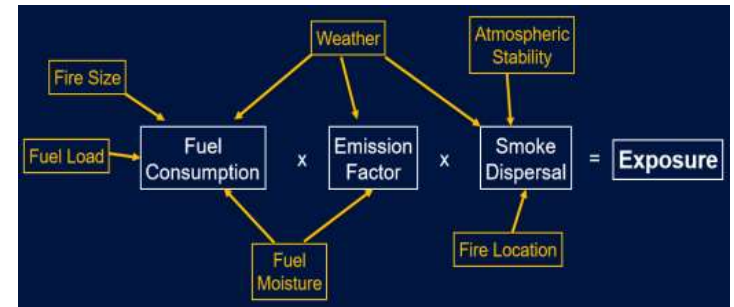 Weather
Atmospheric
Stability
Fire Size
Fuel Load
Fuel
Consumption
x
Emission
Factor
x
Smoke
Dispersal
=
Exposure
Fuel
Moisture
Fire Location